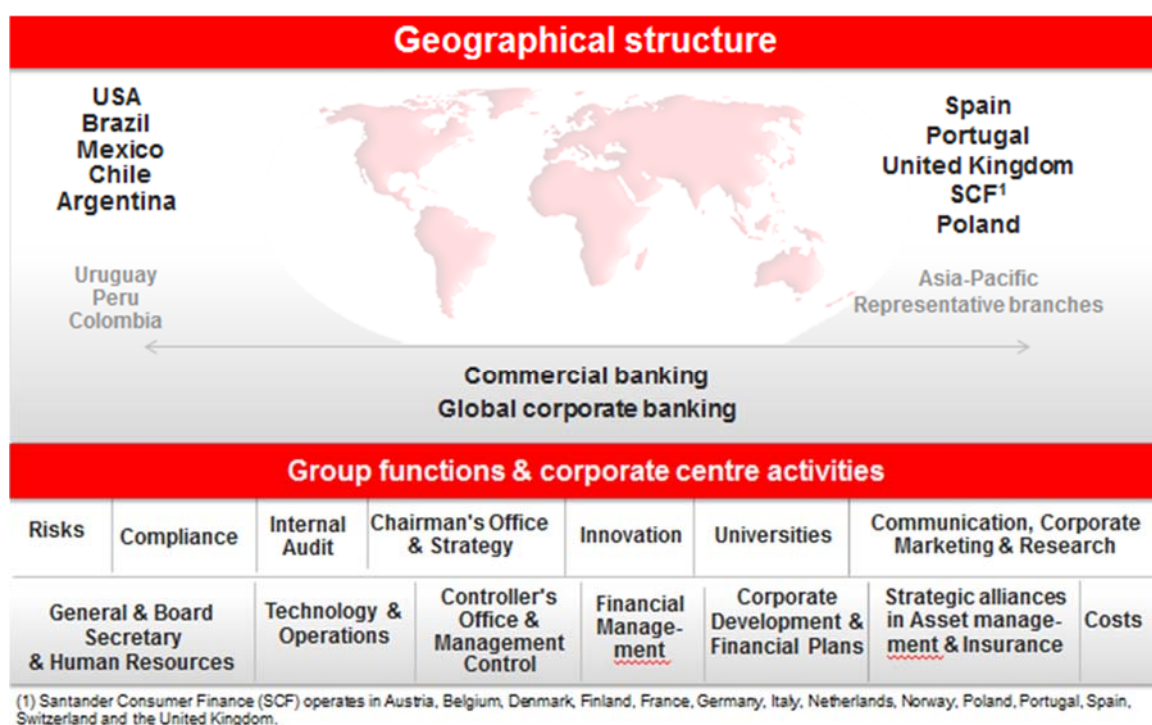 Geographical structure
USA
Brazil
Mexico
Chile
Argentina
Uruguay
Peru
Colombia
Spain
Portugal
United Kingdom
SCF¹
Poland
Asia-Pacific
Representative branches
Commercial banking
Global corporate banking
Group functions & corporate centre activities
Risks
Compliance
Internal
Audit
Chairman's Office
& Strategy
Innovation
Universities
Communication, Corporate
Marketing & Research
General & Board
Secretary
& Human Resources
Technology &
Operations
Controller's
Office &
Management
Control
Financial
Manage-
ment
Corporate
Development &
Financial Plans
Strategic alliances
in Asset manage-
ment & Insurance
Costs
(1) Santander Consumer Finance (SCF) operates in Austria, Belgium, Denmark, Finland, France, Germany, Italy, Netherlands, Norway, Poland, Portugal, Spain,
Switzerland and the United Kingdom.